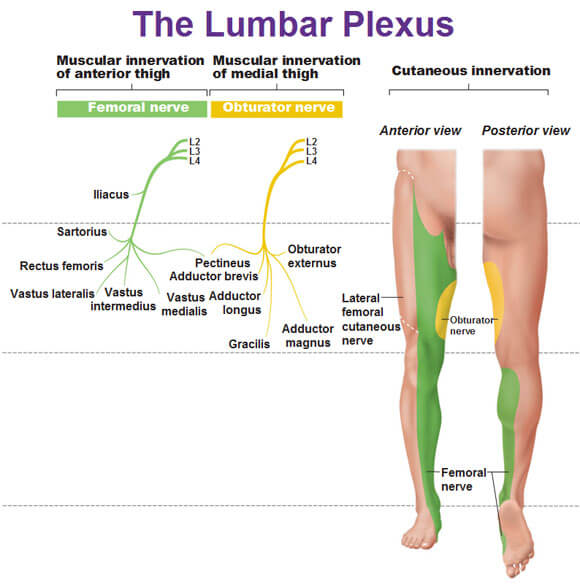 The Lumbar Plexus
Muscular innervation
of anterior thigh
Muscular innervation
of medial thigh
Cutaneous innervation
Femoral nerve
Obturator nerve
Anterior view
Posterior view
L2
L3
L4
L2
L3
L4
Iliacus
Sartorius
Rectus femoris
Vastus lateralis
Vastus
intermedius
Vastus
medialis
Pectineus
Adductor brevis
Adductor
longus
Gracilis
Obturator
externus
Adductor
magnus
Lateral
femoral
cutaneous
nerve
Obturator
nerve
Femoral
nerve